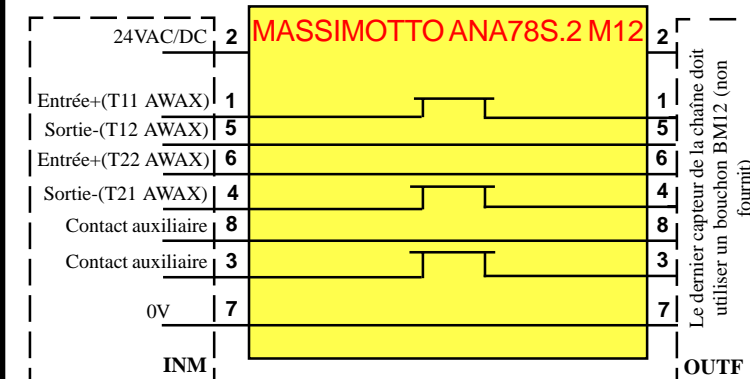 MASSIMOTTO ANA78S.2 M12
24VAC/DC 2 2
Entrée+(T11 AWAX) 1 1
Sortie-(T12 AWAX) 5 5
Entrée+(T22 AWAX) 6 6
Sortie-(T21 AWAX) 4 4
Contact auxiliaire 8 8
Contact auxiliaire 3 3
0V 7 7
INM OUTF
Le dernier capteur de la chaîne doit
utiliser un bouchon BM12 (non
fournit)